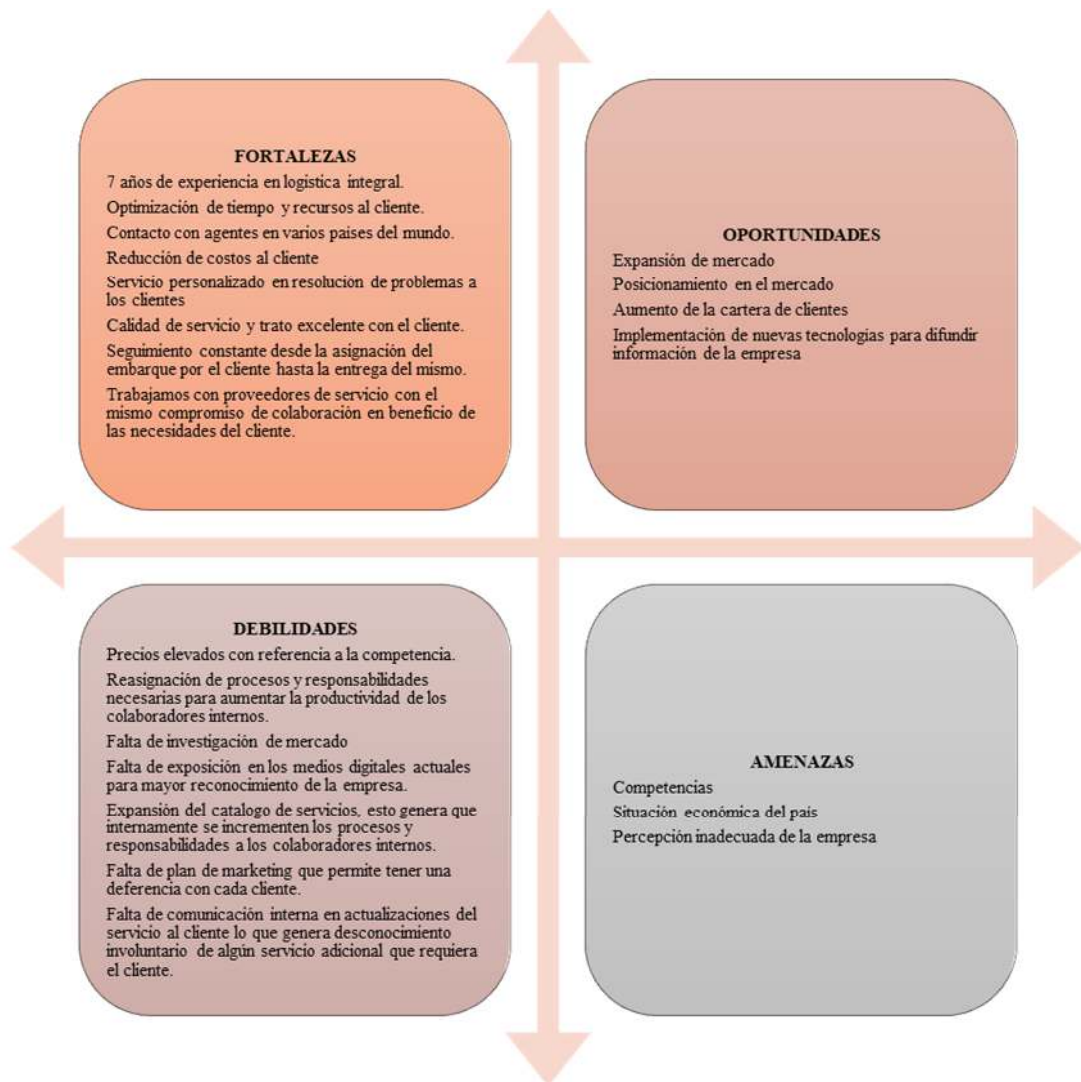 FORTALEZAS
7 años de experiencia en logística integral.
Optimización de tiempo y recursos al cliente.
Contacto con agentes en varios países del mundo.
Reducción de costos al cliente
Servicio personalizado en resolución de problemas a
los clientes
Calidad de servicio y trato excelente con el cliente.
Seguimiento constante desde la asignación del
embarque por el cliente hasta la entrega del mismo.
Trabajamos con proveedores de servicio con el
mismo compromiso de colaboración en beneficio de
las necesidades del cliente.
OPORTUNIDADES
Expansión de mercado
Posicionamiento en el mercado
Aumento de la cartera de clientes
Implementación de nuevas tecnologías para difundir
información de la empresa
DEBILIDADES
Precios elevados con referencia a la competencia.
Reasignación de procesos y responsabilidades
necesarias para aumentar la productividad de los
colaboradores internos.
Falta de investigación de mercado
Falta de exposición en los medios digitales actuales
para mayor reconocimiento de la empresa.
Expansión del catalogo de servicios, esto genera que
internamente se incrementen los procesos y
responsabilidades a los colaboradores internos.
Falta de plan de marketing que permite tener una
deferencia con cada cliente.
Falta de comunicación interna en actualizaciones del
servicio al cliente lo que genera desconocimiento
involuntario de algún servicio adicional que requiera
el cliente.
AMENAZAS
Competencias
Situación económica del país
Percepción inadecuada de la empresa